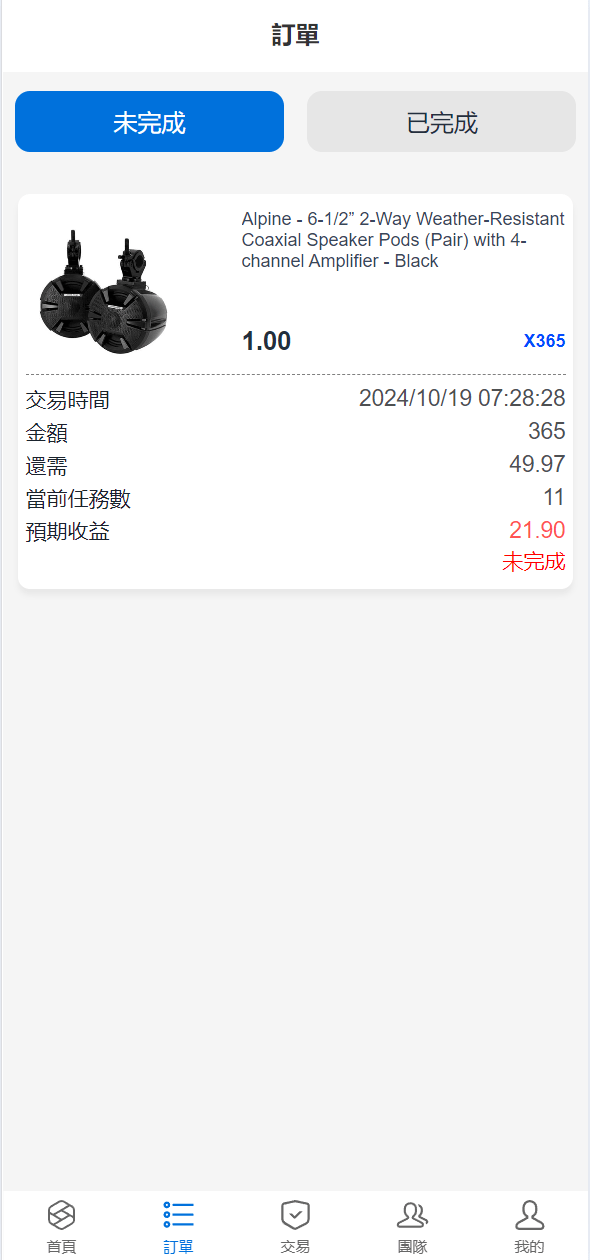 訂單
未完成
已完成
Alpine - 6-1/2” 2-Way Weather-Resistant
Coaxial Speaker Pods (Pair) with 4-
channel Amplifier - Black
1.00
X365
交易時間
2024/10/19 07:28:28
金額
365
還需
49.97
當前任務數
11
預期收益
21.90
未完成
首頁
訂單
交易
團隊
我的